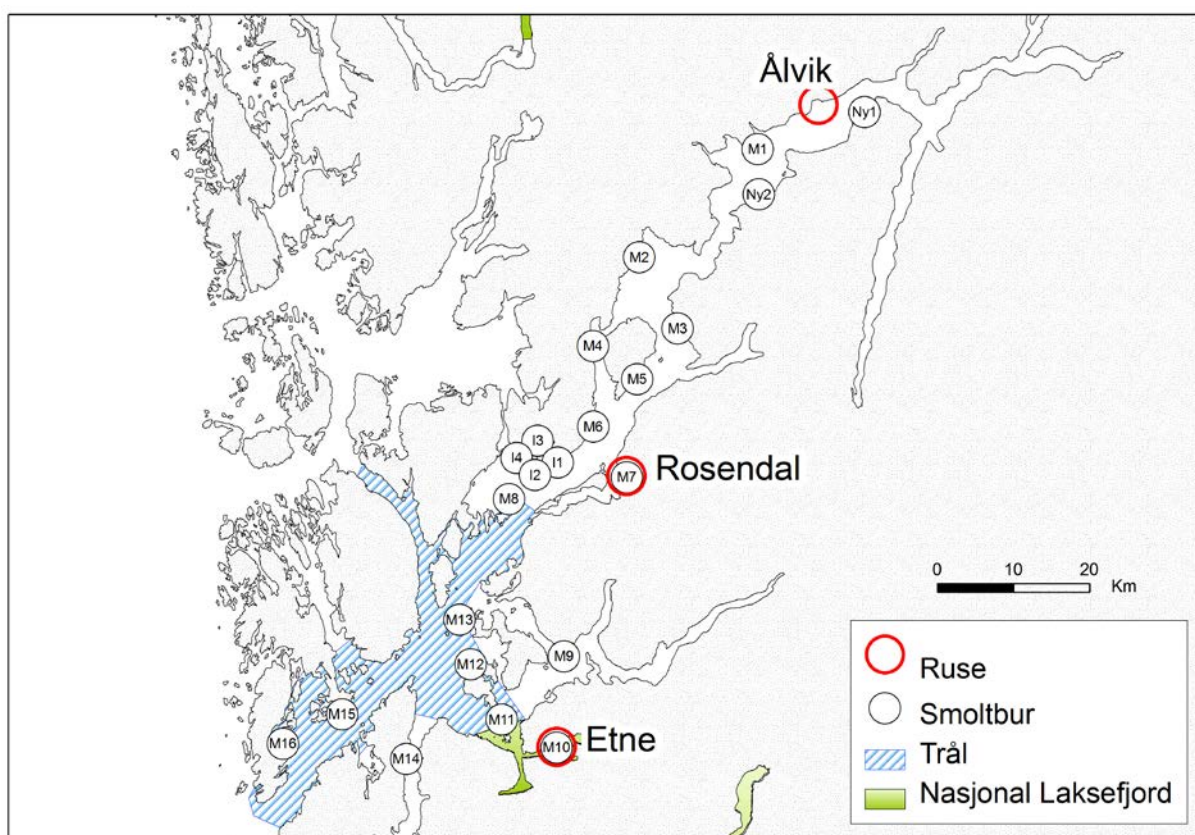 Ålvik
Ny1
M1
Ny2
M2
M3
M4
M5
M6
I3
I4
I1
I2
M7
Rosendal
M8
M13
M9
M12
M11
M15
M16
M10
Etne
M14
0
10
20
Km
Ruse
Smoltbur
Trål
Nasjonal Laksefjord